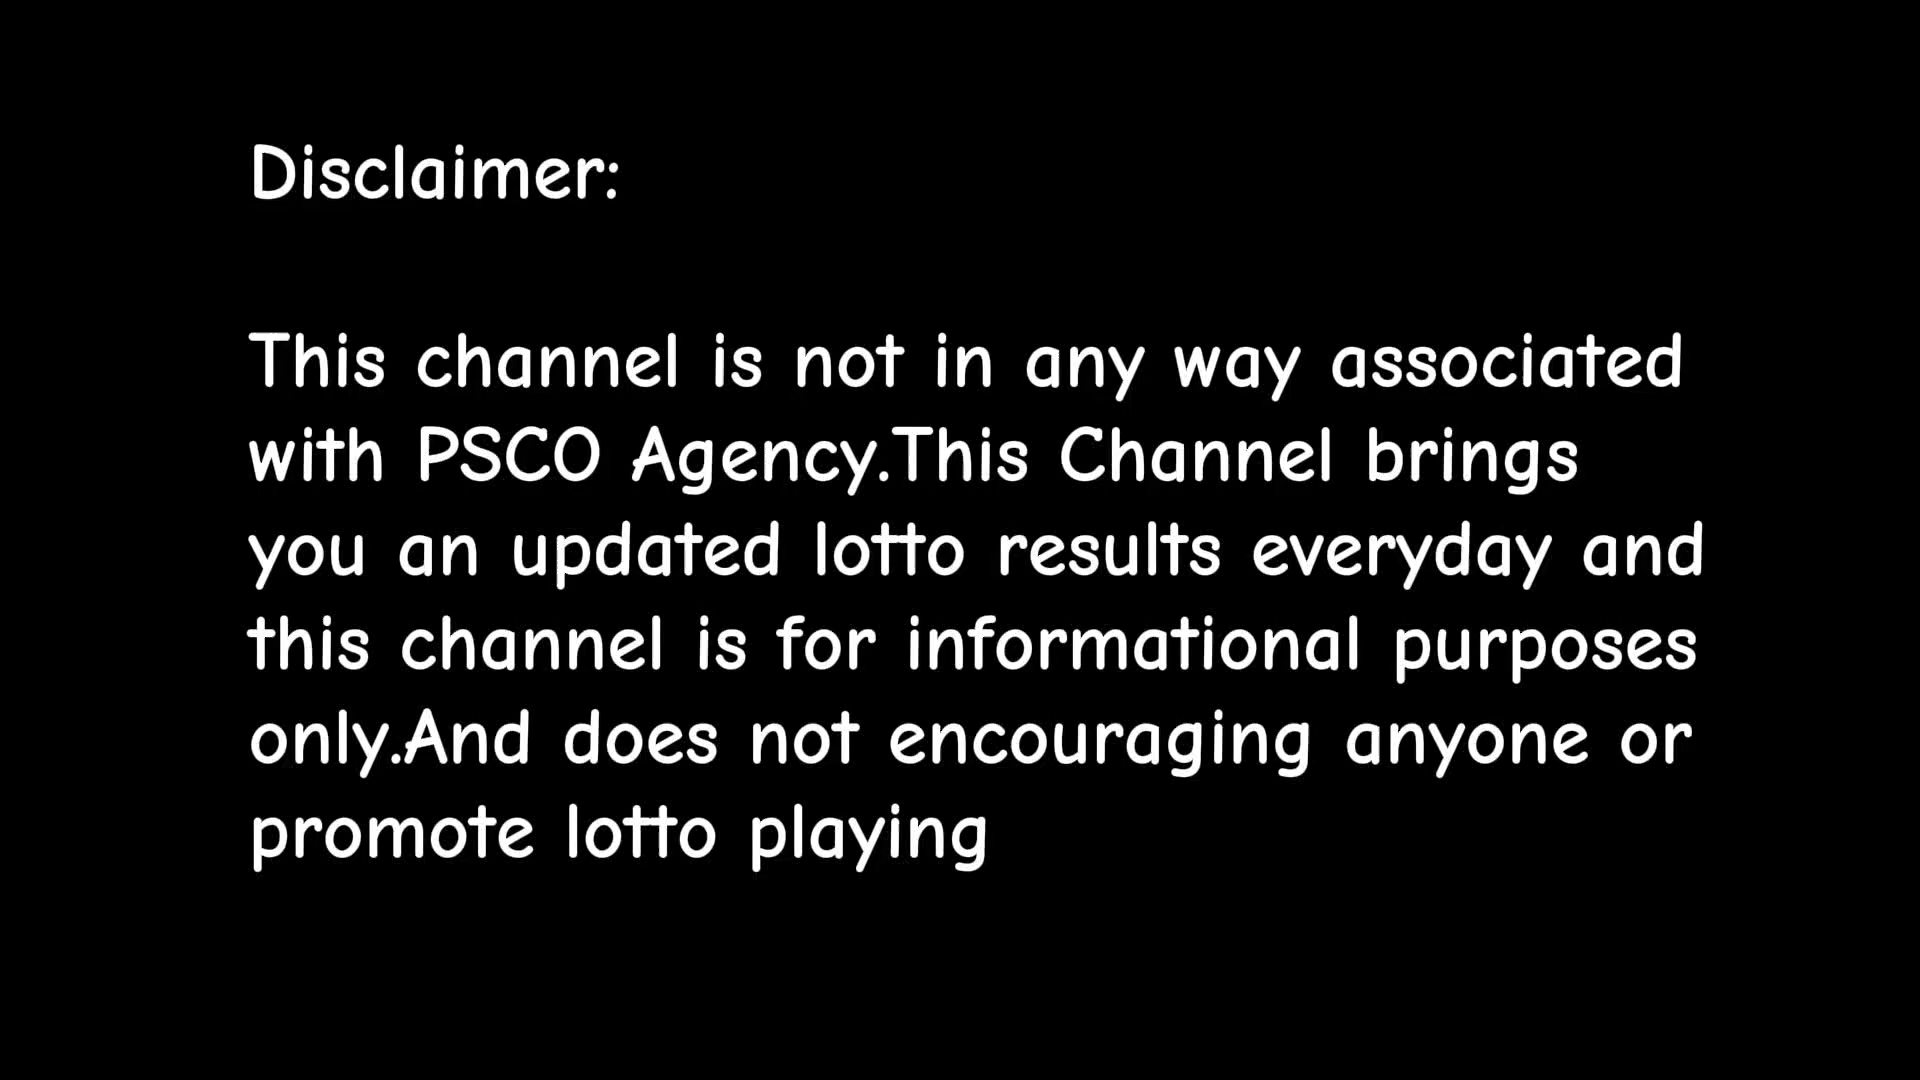 Disclaimer:
This channel is not in any way associated
with PSCO Agency.This Channel brings
you an updated lotto results everyday and
this channel is for informational purposes
only.And does not encouraging anyone or
promote lotto playing